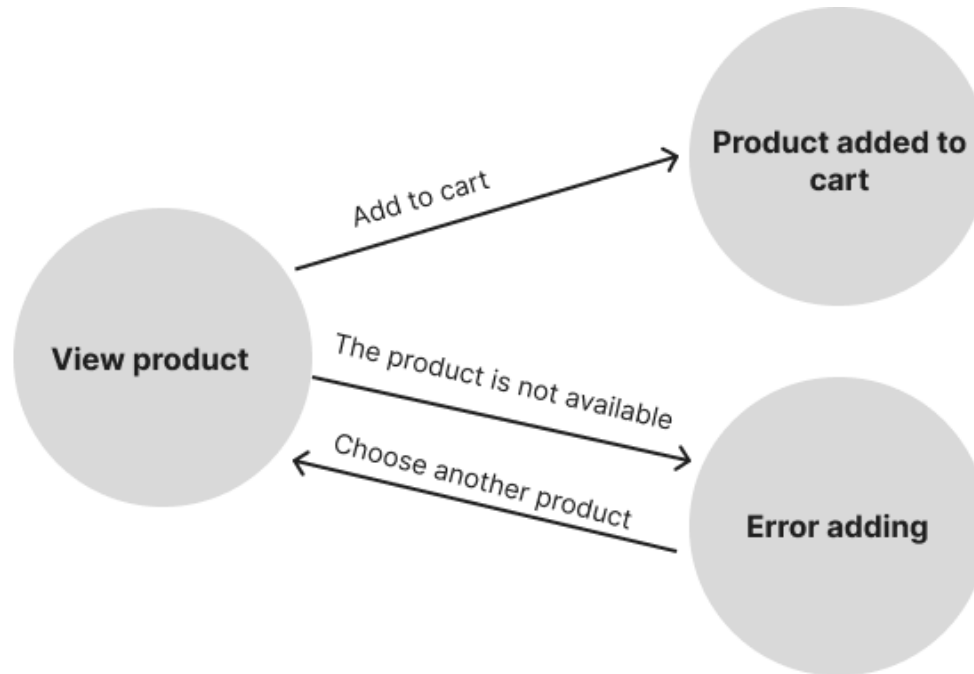 Product added to
cart
Add to cart
View product
The product is not available
Choose another product
Error adding